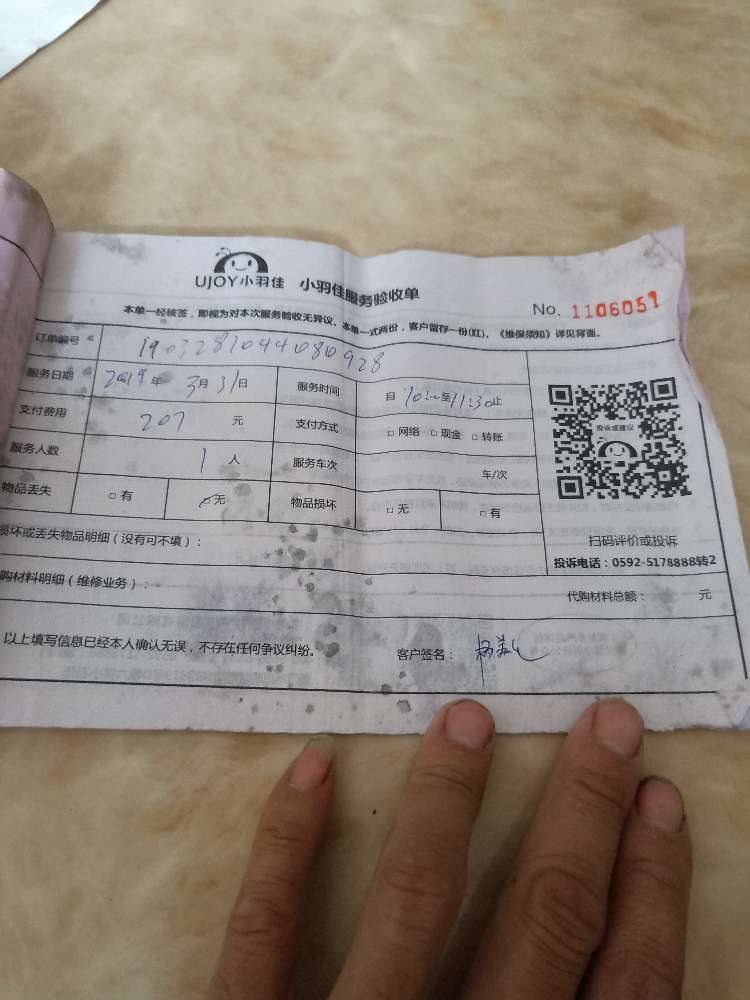 UJOY小羽佳 小羽佳服务验收单
No. 1106051
本单一经核签，即视为对本次服务验收无异议。本单一式两份，客户留存一份(红)。《维保须知》详见背面。
订单编号 1903281044080928
服务日期 2019年 3月31日 服务时间 自 10:00至11:30止
支付费用 207 元 支付方式 □ 网络 □ 现金 □ 转账
投诉或建议
服务人数 1 人 服务车次 车/次
物品丢失 □ 有 □ 无 物品损坏 □ 无 □ 有
损坏或丢失物品明细（没有可不填）：
扫码评价或投诉
投诉电话：0592-5178888转2
购材料明细（维修业务）：
代购材料总额： 元
以上填写信息已经本人确认无误，不存在任何争议纠纷。 客户签名：